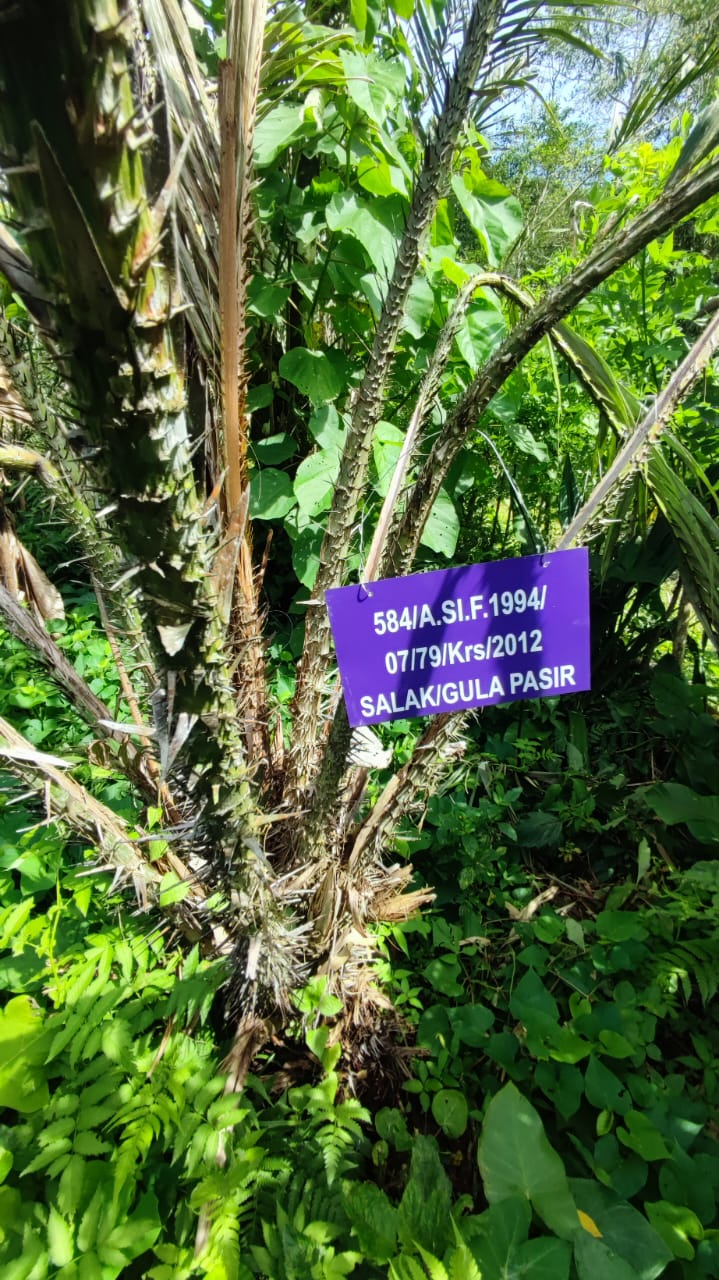 584/A.SI.F.1994/
07/79/Krs/2012
SALAK/GULA PASIR